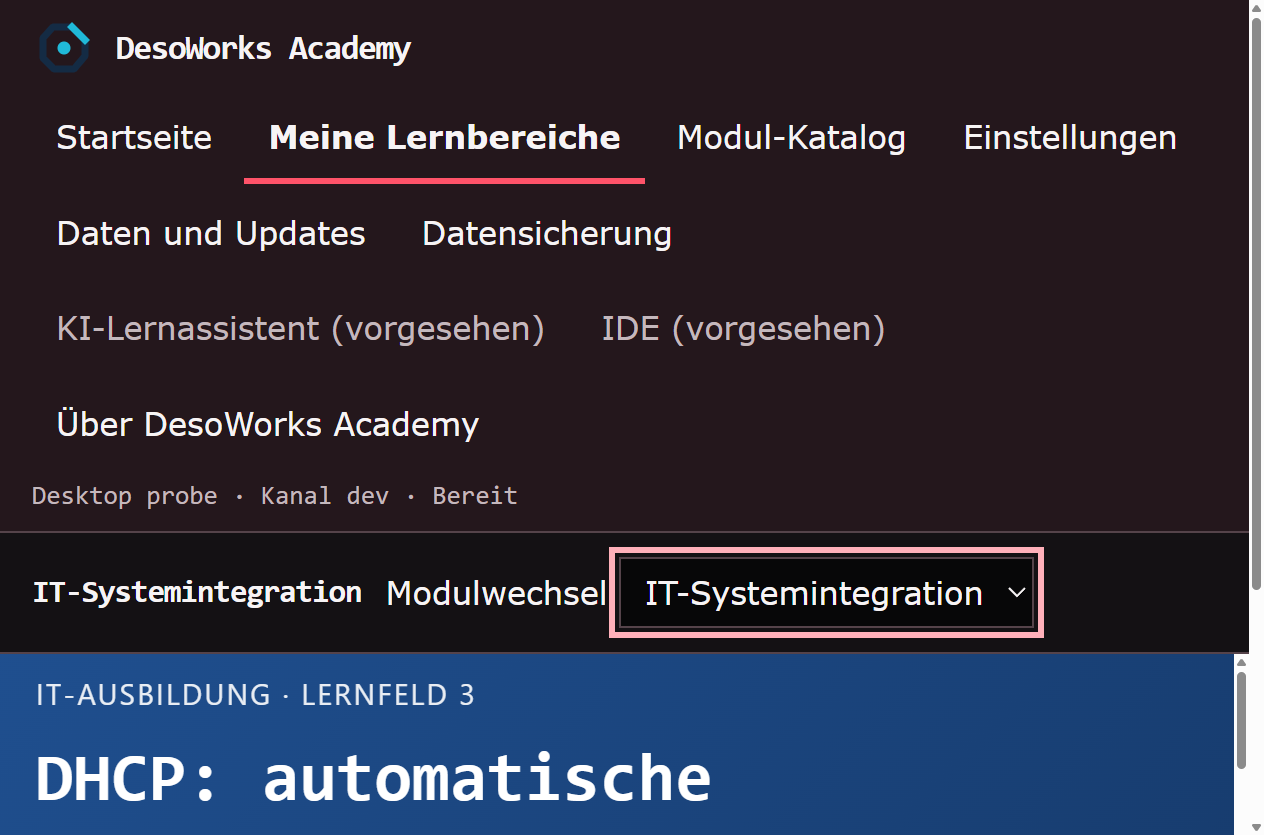 DesoWorks Academy
Startseite Meine Lernbereiche Modul-Katalog Einstellungen
Daten und Updates Datensicherung
KI-Lernassistent (vorgesehen) IDE (vorgesehen)
Über DesoWorks Academy
Desktop probe · Kanal dev · Bereit
IT-Systemintegration Modulwechsel IT-Systemintegration
IT-AUSBILDUNG · LERNFELD 3
DHCP: automatische